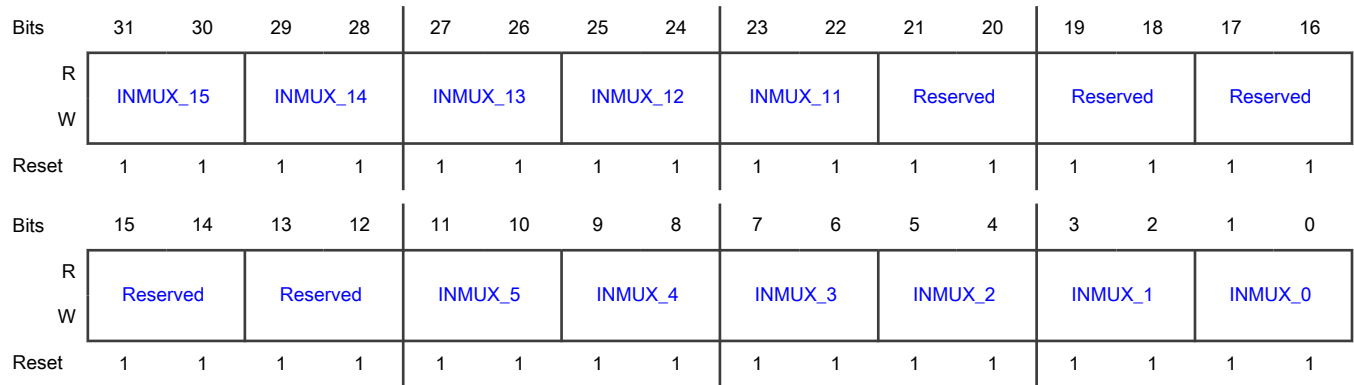 Bits 31 30 29 28 27 26 25 24 23 22 21 20 19 18 17 16
R
INMUX_15 INMUX_14 INMUX_13 INMUX_12 INMUX_11 Reserved Reserved Reserved
W
Reset 1 1 1 1 1 1 1 1 1 1 1 1 1 1 1 1
Bits 15 14 13 12 11 10 9 8 7 6 5 4 3 2 1 0
R
Reserved Reserved INMUX_5 INMUX_4 INMUX_3 INMUX_2 INMUX_1 INMUX_0
W
Reset 1 1 1 1 1 1 1 1 1 1 1 1 1 1 1 1